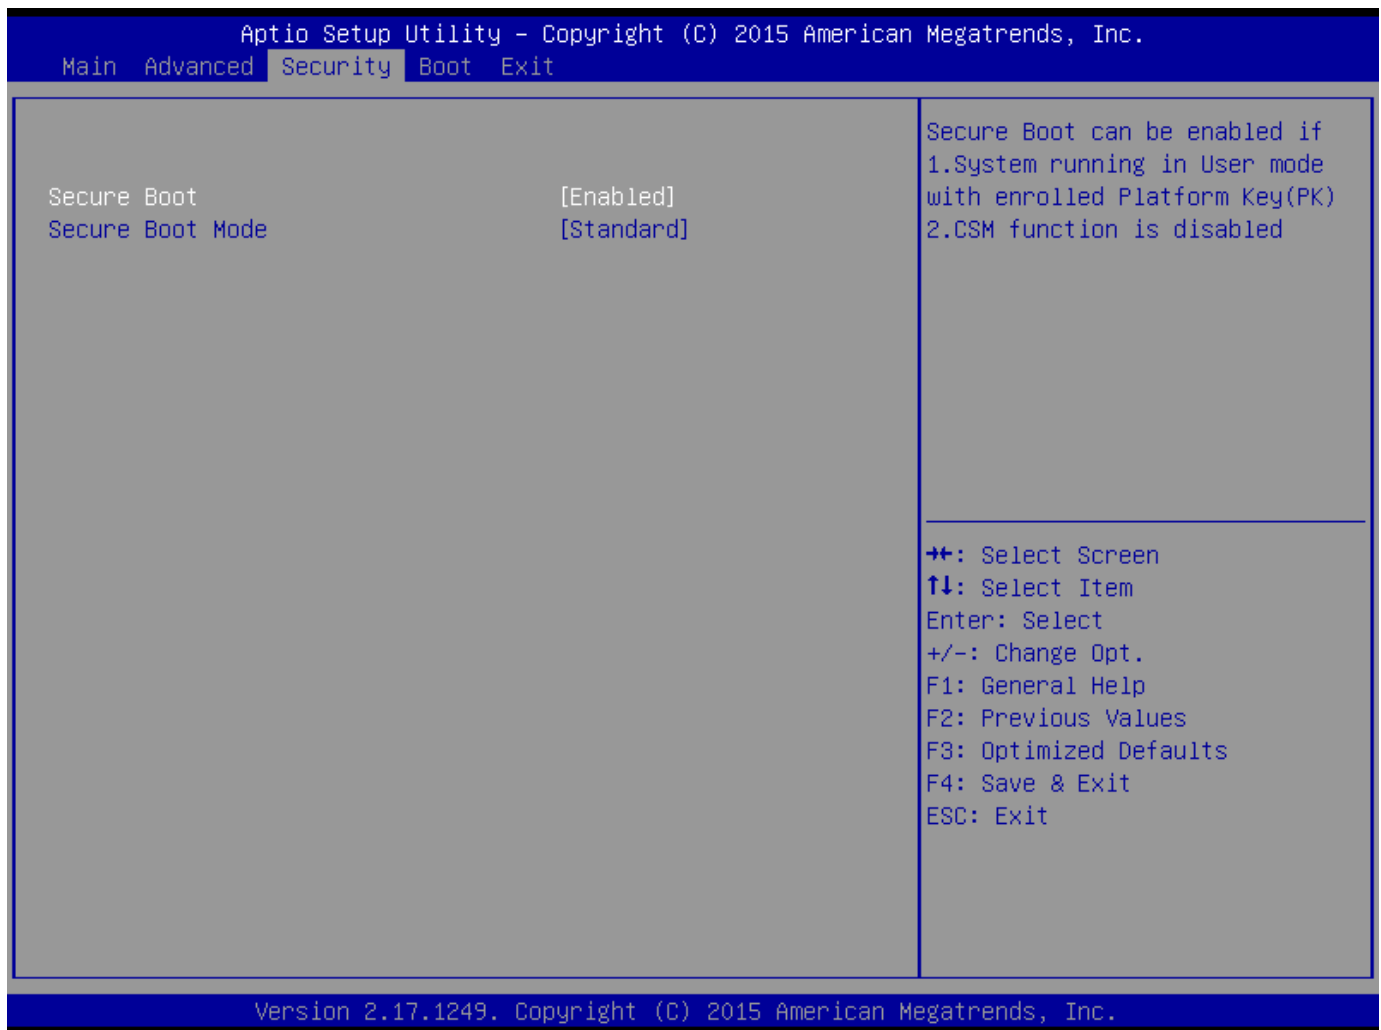 Aptio Setup Utility – Copyright (C) 2015 American Megatrends, Inc.
Main Advanced Security Boot Exit
Secure Boot [Enabled]
Secure Boot Mode [Standard]
Secure Boot can be enabled if
1.System running in User mode
with enrolled Platform Key(PK)
2.CSM function is disabled
→←: Select Screen
↑↓: Select Item
Enter: Select
+/-: Change Opt.
F1: General Help
F2: Previous Values
F3: Optimized Defaults
F4: Save & Exit
ESC: Exit
Version 2.17.1249. Copyright (C) 2015 American Megatrends, Inc.